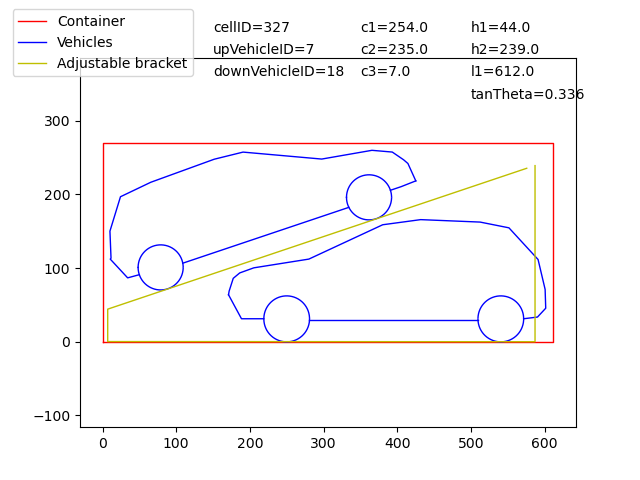 Container
Vehicles
Adjustable bracket
cellID=327 c1=254.0 h1=44.0
upVehicleID=7 c2=235.0 h2=239.0
downVehicleID=18 c3=7.0 l1=612.0
tanTheta=0.336
300
200
100
0
−100
0 100 200 300 400 500 600